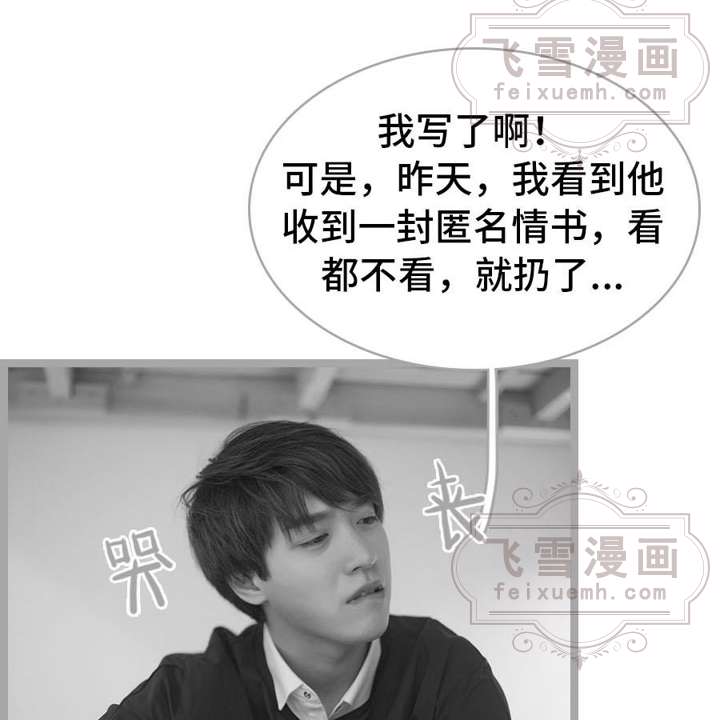 飞雪漫画
feixuemh.com
我写了啊！
可是，昨天，我看到他
收到一封匿名情书，看
都不看，就扔了...
哭
丧
飞雪漫画
feixuemh.com